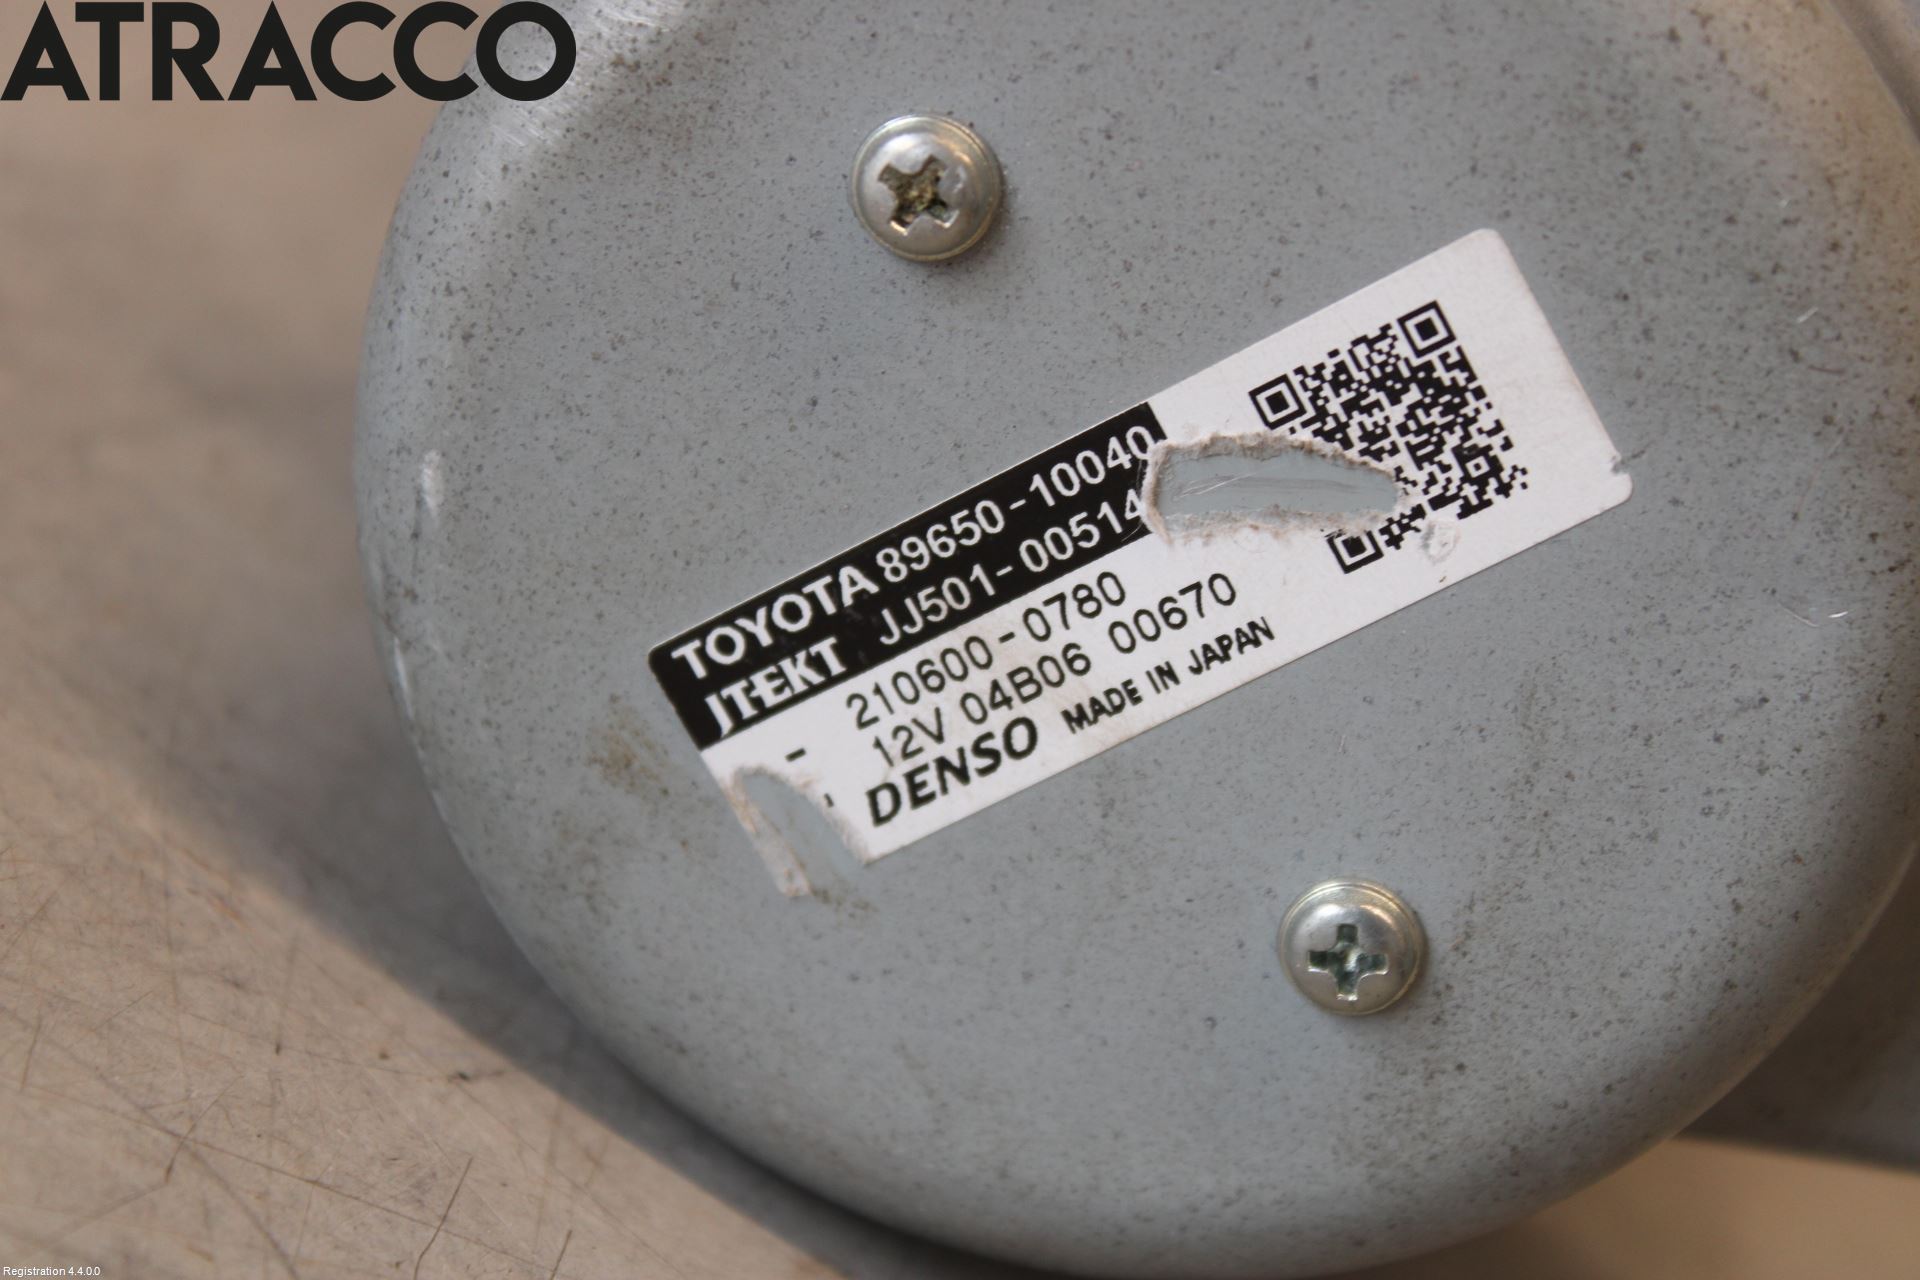 ATRACCO
TOYOTA 89650-10040
JTEKT JJ501-00514
- 210600-0780
12V 04B06 00670
DENSO MADE IN JAPAN
Registration 4.4.0.0